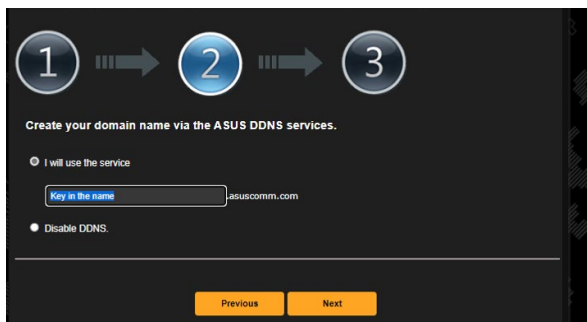 1 2 3
Create your domain name via the ASUS DDNS services.
I will use the service
Key in the name .asuscomm.com
Disable DDNS.
Previous Next